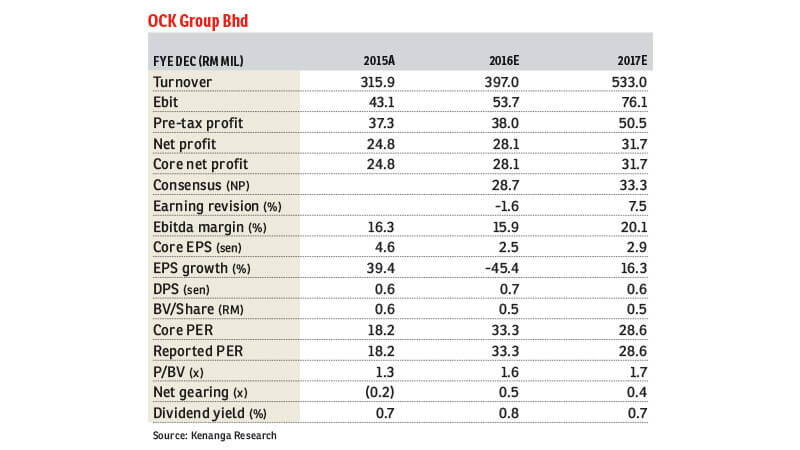 OCK Group Bhd
FYE DEC (RM MIL) 2015A 2016E 2017E
Turnover 315.9 397.0 533.0
Ebit 43.1 53.7 76.1
Pre-tax profit 37.3 38.0 50.5
Net profit 24.8 28.1 31.7
Core net profit 24.8 28.1 31.7
Consensus (NP) 28.7 33.3
Earning revision (%) -1.6 7.5
Ebitda margin (%) 16.3 15.9 20.1
Core EPS (sen) 4.6 2.5 2.9
EPS growth (%) 39.4 -45.4 16.3
DPS (sen) 0.6 0.7 0.6
BV/Share (RM) 0.6 0.5 0.5
Core PER 18.2 33.3 28.6
Reported PER 18.2 33.3 28.6
P/BV (x) 1.3 1.6 1.7
Net gearing (x) (0.2) 0.5 0.4
Dividend yield (%) 0.7 0.8 0.7
Source: Kenanga Research